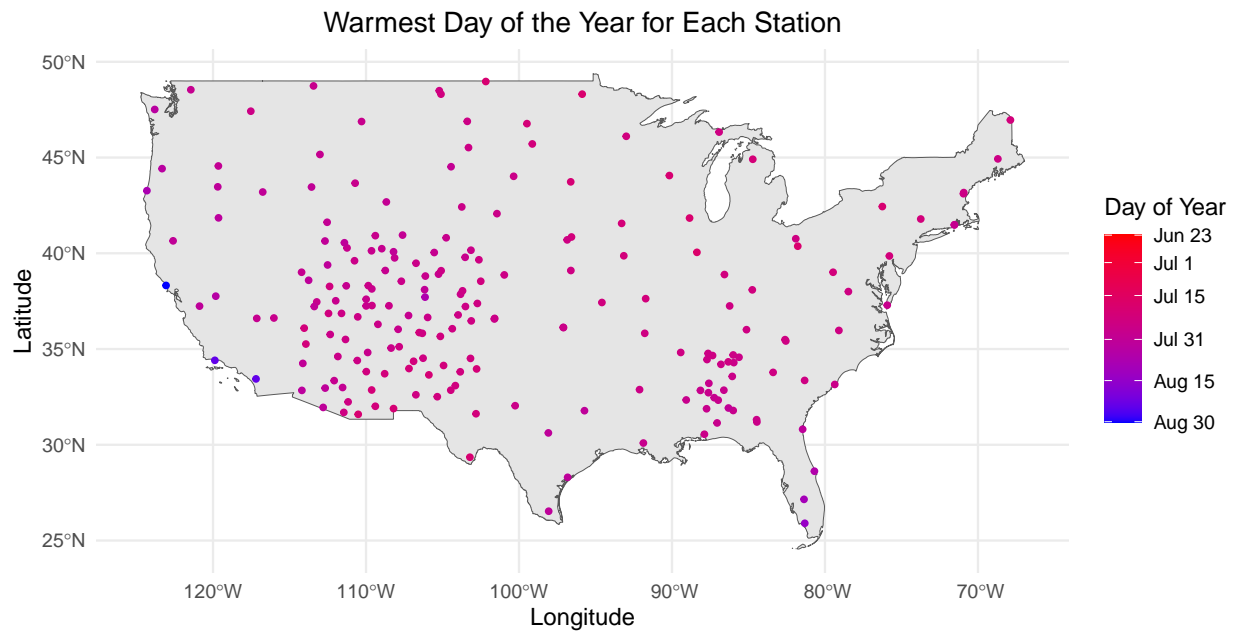 Warmest Day of the Year for Each Station
50°N
45°N
40°N
35°N
30°N
25°N
Latitude
120°W
110°W
100°W
90°W
80°W
70°W
Longitude
Day of Year
Jun 23
Jul 1
Jul 15
Jul 31
Aug 15
Aug 30